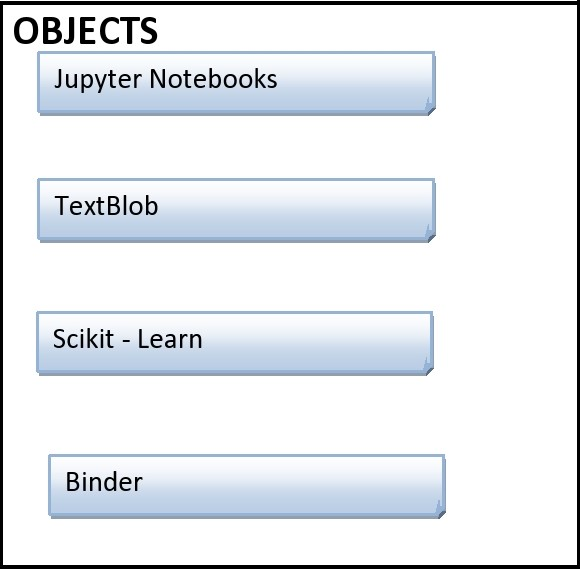 OBJECTS
Jupyter Notebooks
TextBlob
Scikit - Learn
Binder